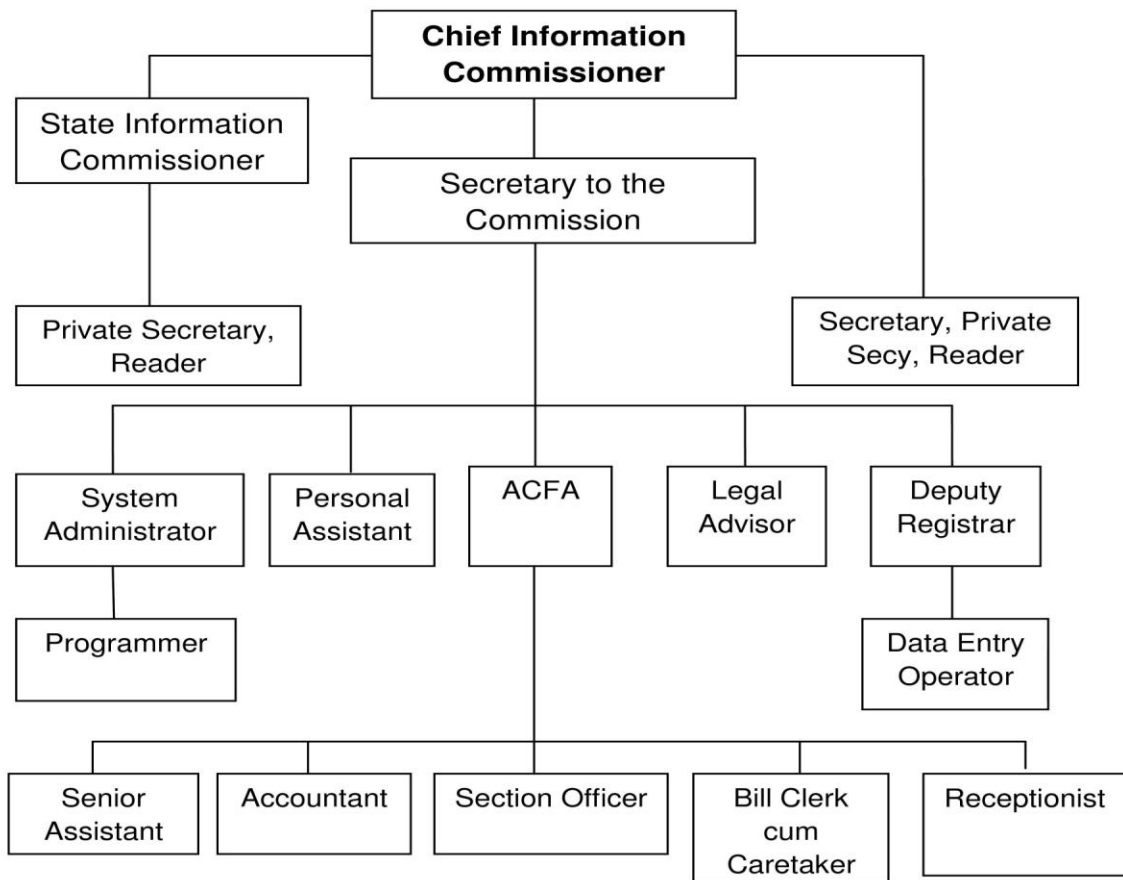 Chief Information
Commissioner
State Information
Commissioner
Secretary to the
Commission
Private Secretary,
Reader
Secretary, Private
Secy, Reader
System
Administrator
Personal
Assistant
ACFA
Legal
Advisor
Deputy
Registrar
Programmer
Data Entry
Operator
Senior
Assistant
Accountant
Section Officer
Bill Clerk
cum
Caretaker
Receptionist